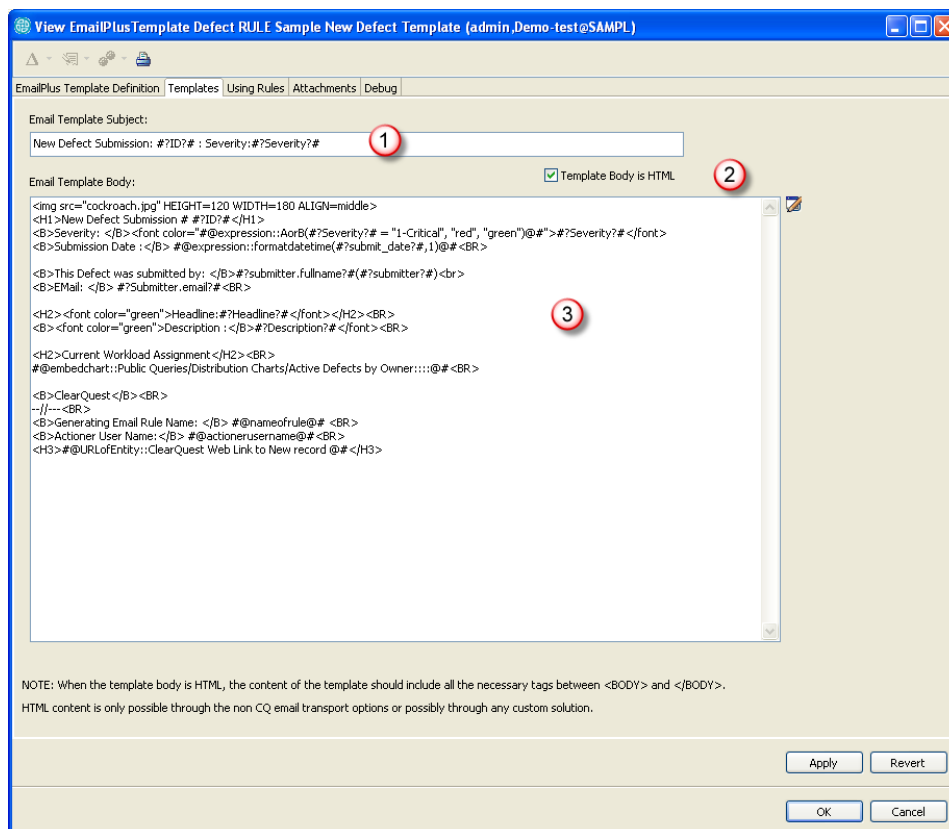 View EmailPlusTemplate Defect RULE Sample New Defect Template (admin,Demo-test@SAMPL)
EmailPlus Template Definition Templates Using Rules Attachments Debug
Email Template Subject:
New Defect Submission: #?ID?# : Severity:#?Severity?#
1
Template Body is HTML
2
Email Template Body:
<img src="cockroach.jpg" HEIGHT=120 WIDTH=180 ALIGN=middle>
<H1>New Defect Submission # #?ID?#</H1>
<B>Severity: </B><font color="#@expression::AorB(#?Severity?# = "1-Critical", "red", "green")@#">#?Severity?#</font>
<B>Submission Date :</B> #@expression::formatdatetime(#?submit_date?#,1)@#<BR>
<B>This Defect was submitted by: </B>#?submitter.fullname?#(#?submitter?#)<br>
<B>EMail: </B> #?Submitter.email?#<BR>
<H2><font color="green">Headline:#?Headline?#</font></H2><BR>
<B><font color="green">Description :</B>#?Description?#</font><BR>
3
<H2>Current Workload Assignment</H2><BR>
#@embedchart::Public Queries/Distribution Charts/Active Defects by Owner::::@#<BR>
<B>ClearQuest</B><BR>
--//---<BR>
<B>Generating Email Rule Name: </B> #@nameofrule@# <BR>
<B>Actioner User Name:</B> #@actionerusername@#<BR>
<H3>#@URLofEntity::ClearQuest Web Link to New record @#</H3>
NOTE: When the template body is HTML, the content of the template should include all the necessary tags between <BODY> and </BODY>.
HTML content is only possible through the non CQ email transport options or possibly through any custom solution.
Apply Revert
OK Cancel